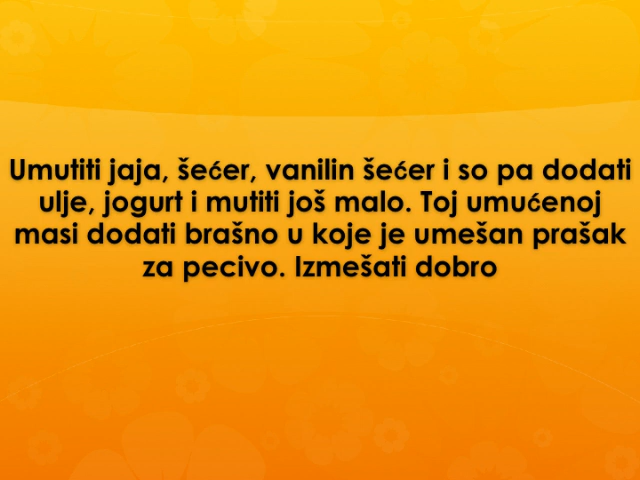 Umutiti jaja, šećer, vanilin šećer i so pa dodati
ulje, jogurt i mutiti još malo. Toj umućenoj
masi dodati brašno u koje je umešan prašak
za pecivo. Izmešati dobro